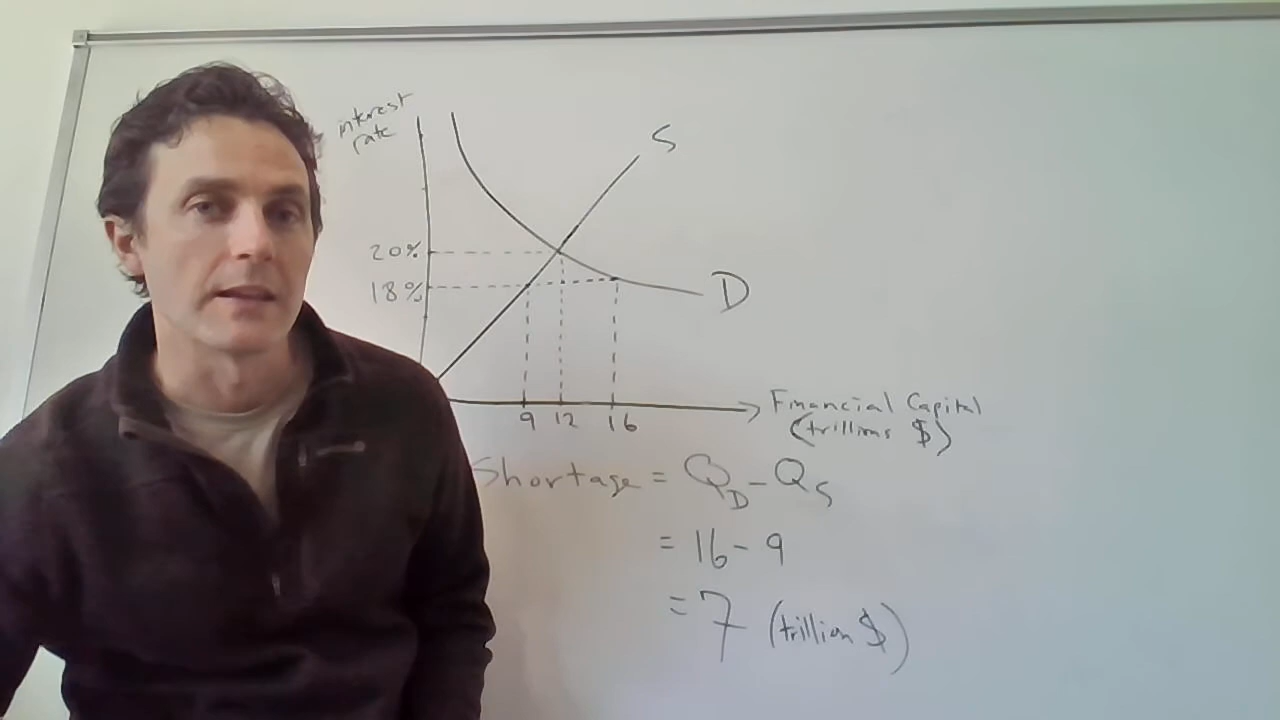 interest
rate
S
20%
18%
D
9 12 16
Financial Capital
(trillions $)
Shortage = QD - QS
= 16 - 9
= 7 (trillion $)